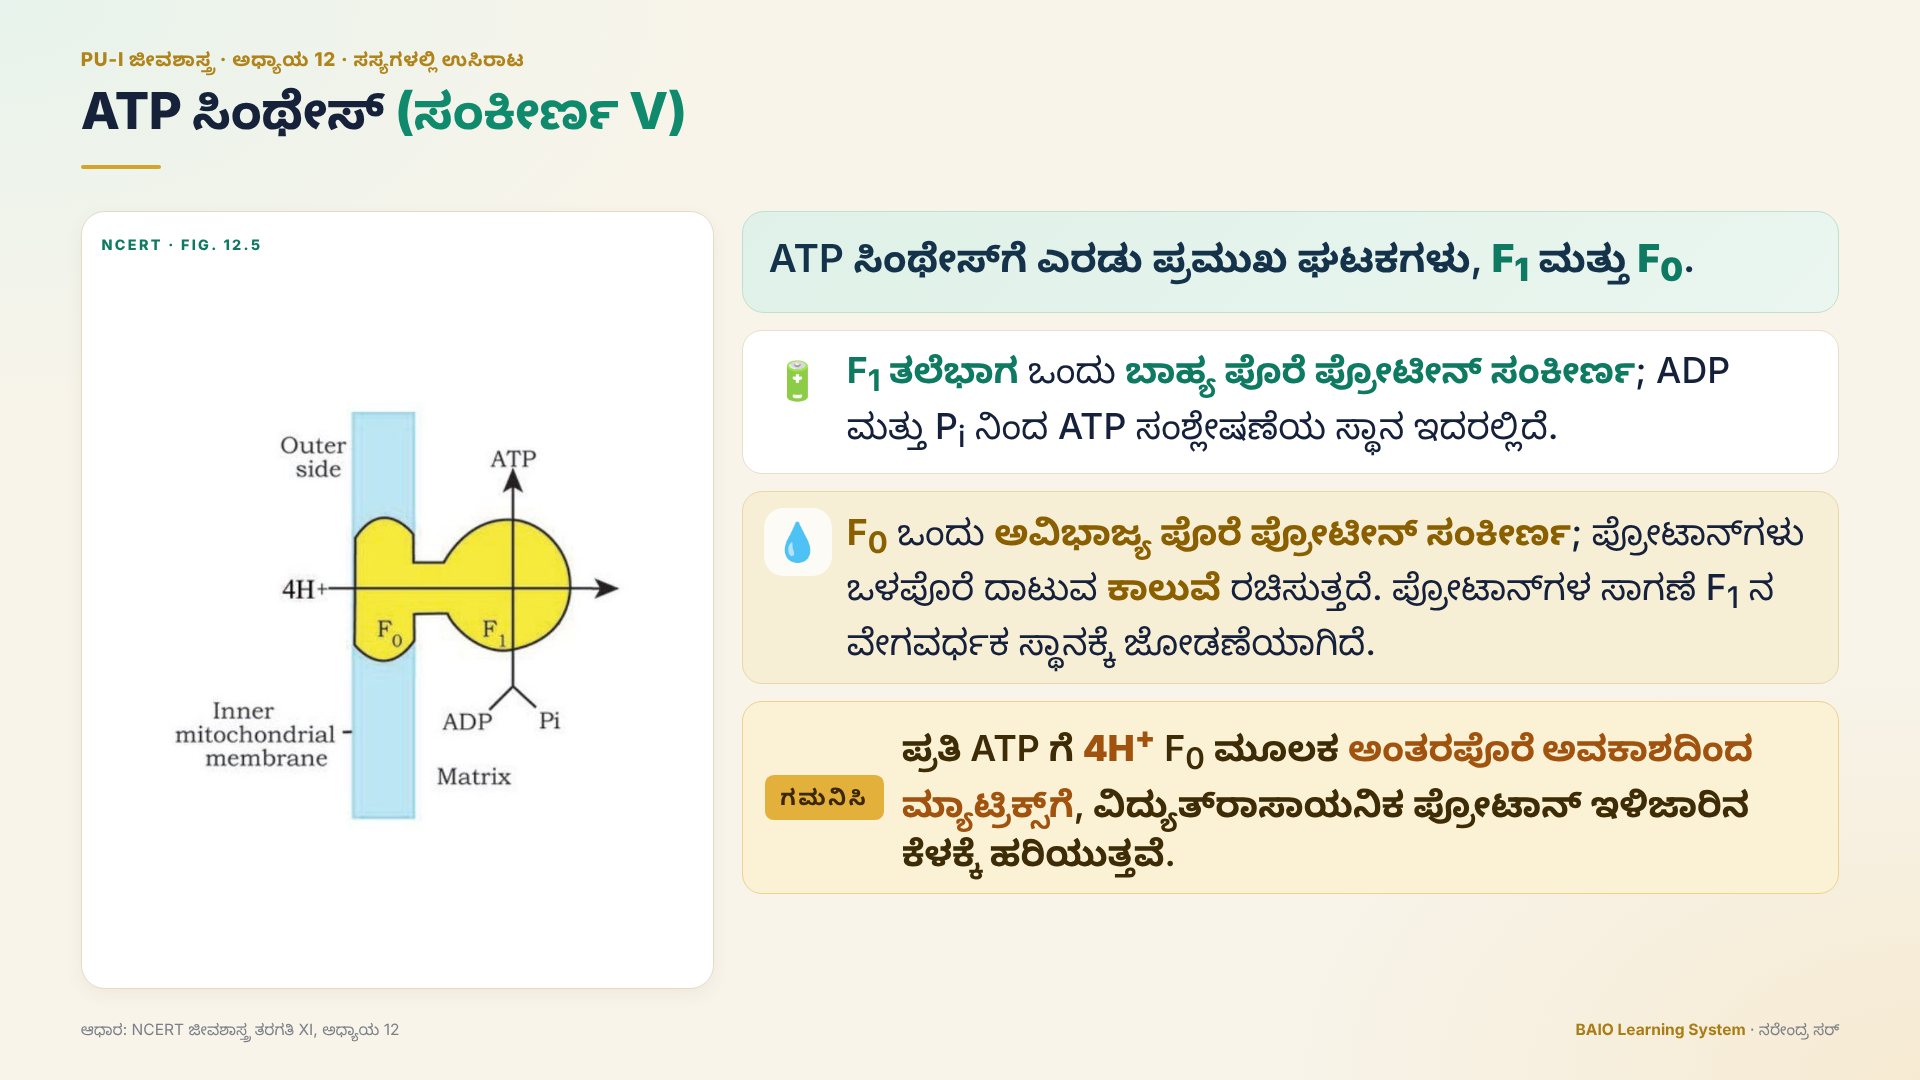 PU-I ಜೀವಶಾಸ್ತ್ರ · ಅಧ್ಯಾಯ 12 · ಸಸ್ಯಗಳಲ್ಲಿ ಉಸಿರಾಟ
ATP ಸಿಂಥೇಸ್ (ಸಂಕೀರ್ಣ V)
NCERT · FIG. 12.5
Outer
side
ATP
4H+
F0
F1
ADP
Pi
Inner
mitochondrial
membrane
Matrix
ATP ಸಿಂಥೇಸ್‌ಗೆ ಎರಡು ಪ್ರಮುಖ ಘಟಕಗಳು, F1 ಮತ್ತು F0.
F1 ತಲೆಭಾಗ ಒಂದು ಬಾಹ್ಯ ಪೊರೆ ಪ್ರೋಟೀನ್ ಸಂಕೀರ್ಣ; ADP
ಮತ್ತು Pi ನಿಂದ ATP ಸಂಶ್ಲೇಷಣೆಯ ಸ್ಥಾನ ಇದರಲ್ಲಿದೆ.
F0 ಒಂದು ಅವಿಭಾಜ್ಯ ಪೊರೆ ಪ್ರೋಟೀನ್ ಸಂಕೀರ್ಣ; ಪ್ರೋಟಾನ್‌ಗಳು
ಒಳಪೊರೆ ದಾಟುವ ಕಾಲುವೆ ರಚಿಸುತ್ತದೆ. ಪ್ರೋಟಾನ್‌ಗಳ ಸಾಗಣೆ F1 ನ
ವೇಗವರ್ಧಕ ಸ್ಥಾನಕ್ಕೆ ಜೋಡಣೆಯಾಗಿದೆ.
ಗಮನಿಸಿ
ಪ್ರತಿ ATP ಗೆ 4H+ F0 ಮೂಲಕ ಅಂತರಪೊರೆ ಅವಕಾಶದಿಂದ
ಮ್ಯಾಟ್ರಿಕ್ಸ್‌ಗೆ, ವಿದ್ಯುತ್‌ರಾಸಾಯನಿಕ ಪ್ರೋಟಾನ್ ಇಳಿಜಾರಿನ
ಕೆಳಕ್ಕೆ ಹರಿಯುತ್ತವೆ.
ಆಧಾರ: NCERT ಜೀವಶಾಸ್ತ್ರ ತರಗತಿ XI, ಅಧ್ಯಾಯ 12
BAIO Learning System · ನರೇಂದ್ರ ಸರ್